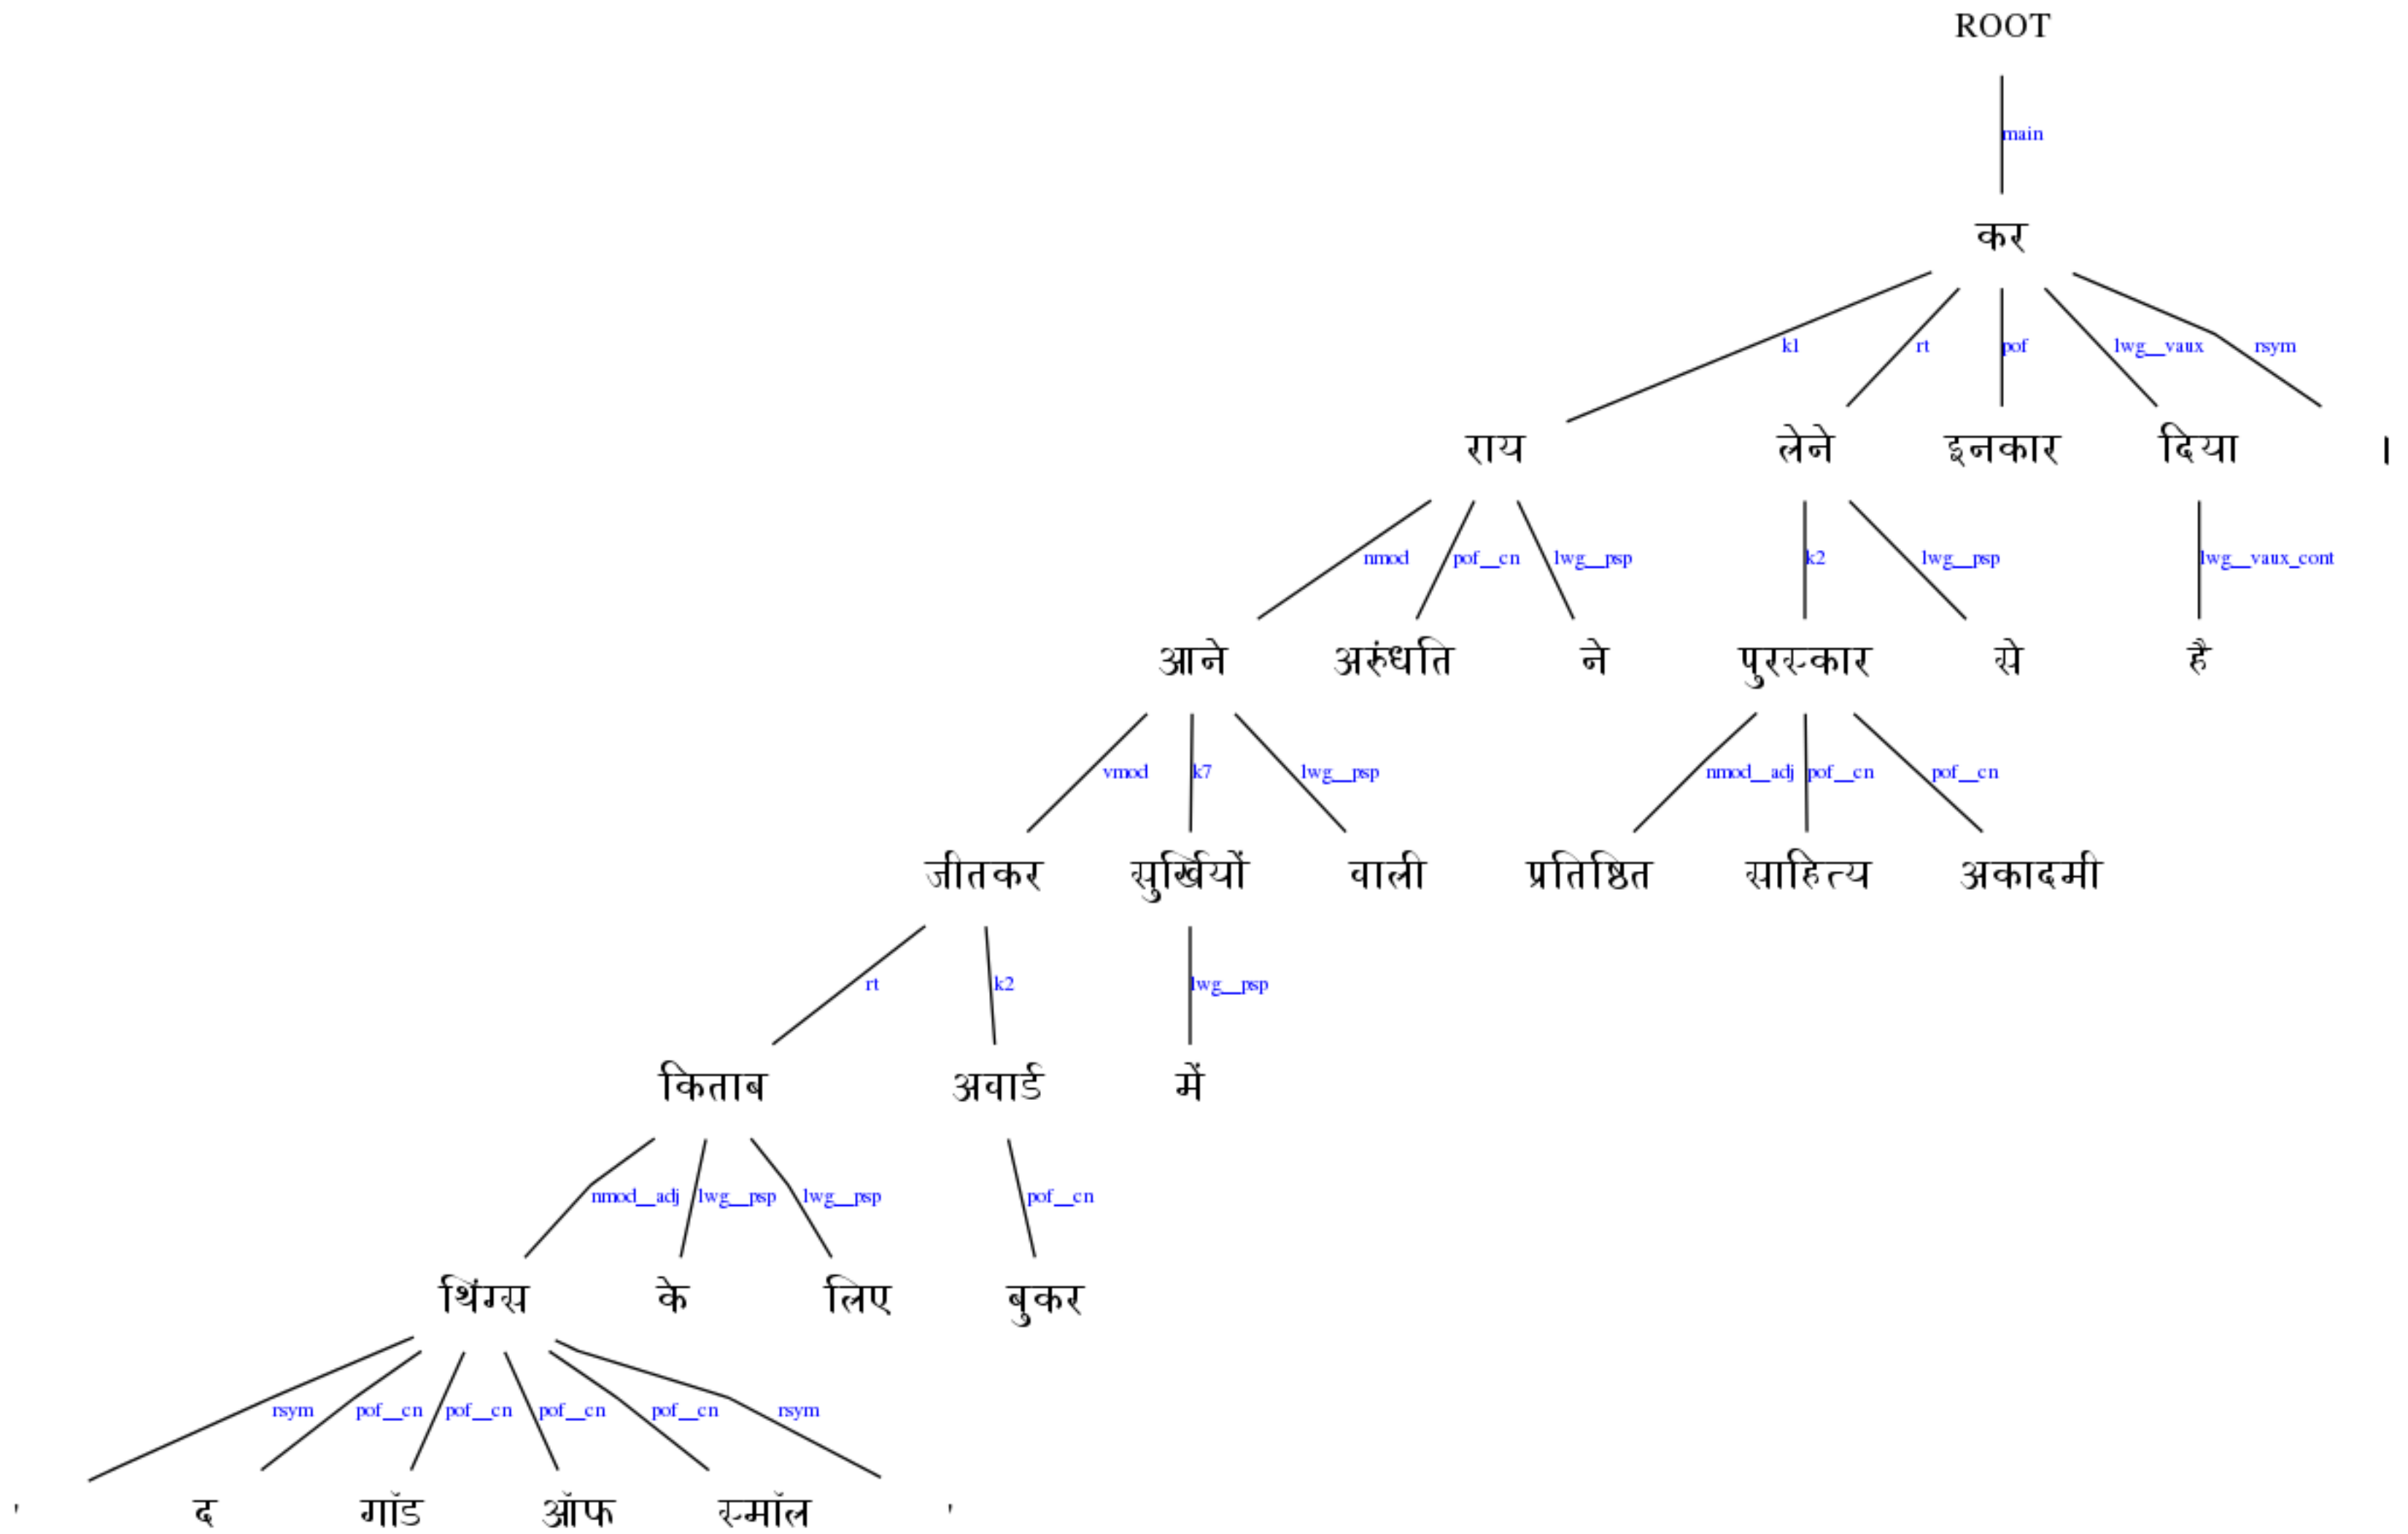 ROOT
main
कर
k1 rt pof lwg__vaux rsym
राय लेने इनकार दिया ।
nmod pof__cn lwg__psp k2 lwg__psp lwg__vaux_cont
आने अरुंधति ने पुरस्कार से है
vmod k7 lwg__psp nmod__adj pof__cn pof__cn
जीतकर सुर्खियों वाली प्रतिष्ठित साहित्य अकादमी
rt k2 lwg__psp
किताब अवार्ड में
nmod__adj lwg__psp lwg__psp pof__cn
थिंग्स के लिए बुकर
rsym pof__cn pof__cn pof__cn pof__cn rsym
' द गॉड ऑफ स्मॉल '